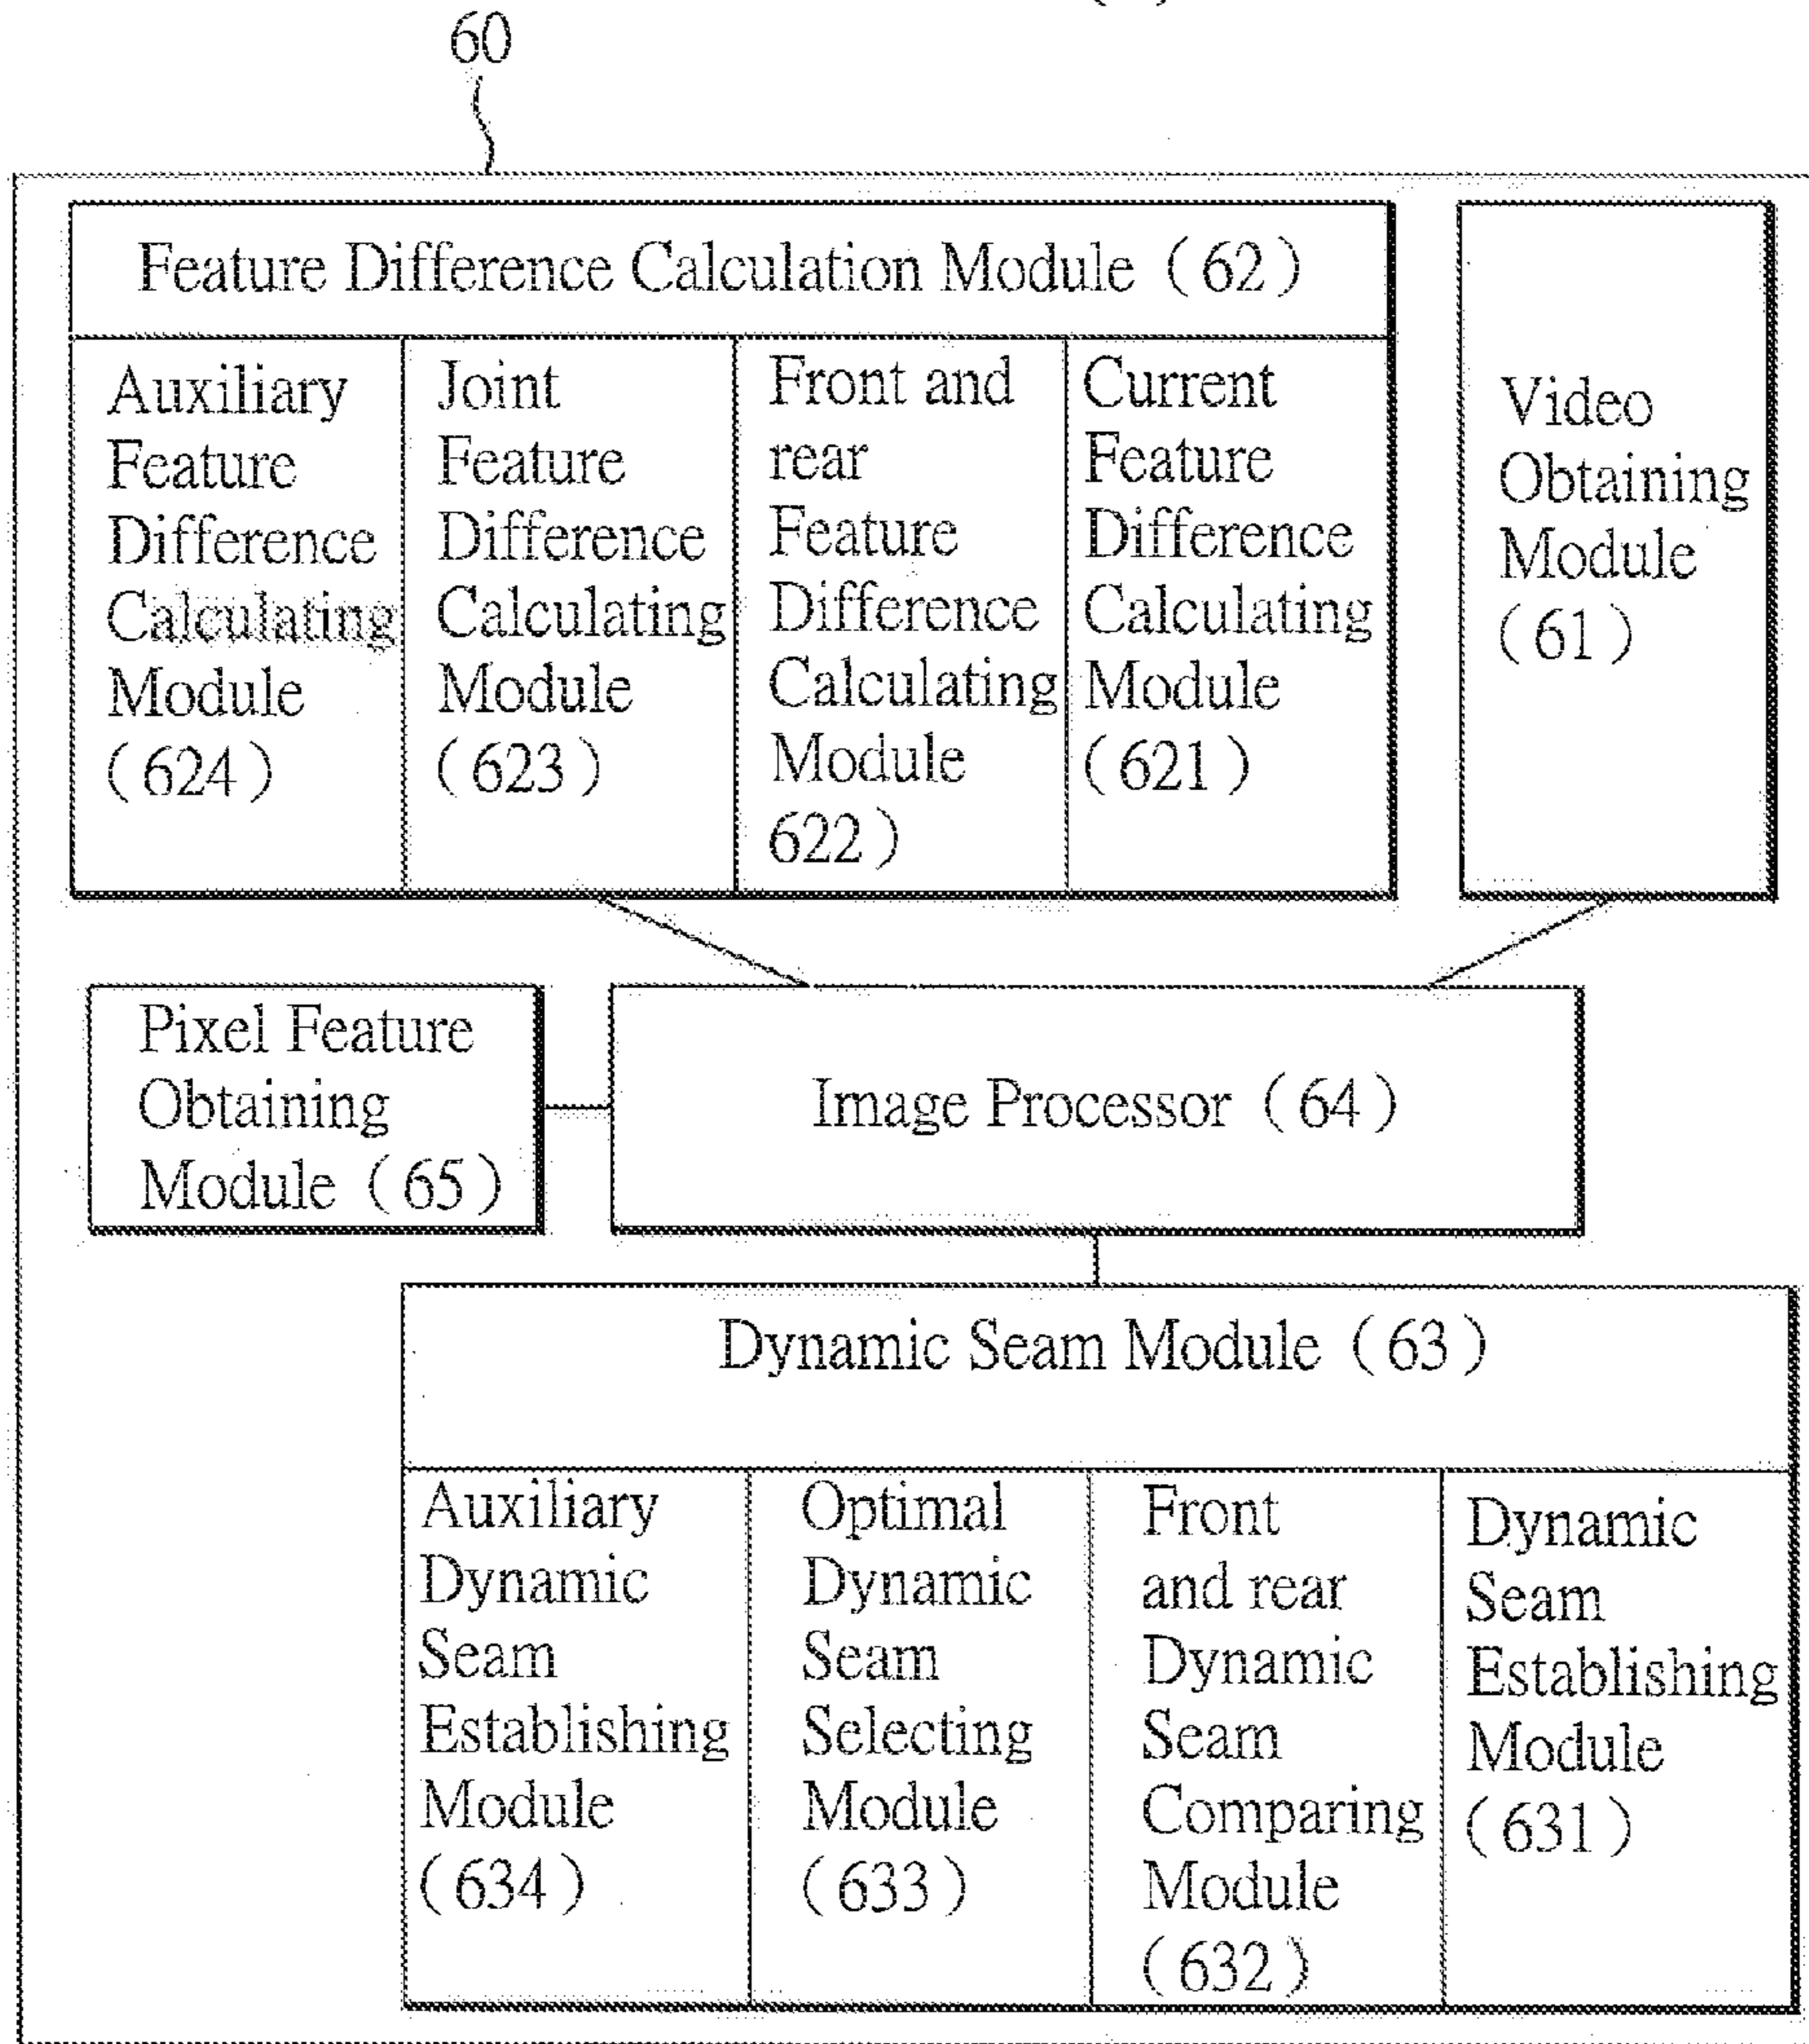 60
Feature Difference Calculation Module (62)
Auxiliary
Feature
Difference
Calculating
Module
(624)
Joint
Feature
Difference
Calculating
Module
(623)
Front and
rear
Feature
Difference
Calculating
Module
622)
Current
Feature
Difference
Calculating
Module
(621)
Video
Obtaining
Module
(61)
Pixel Feature
Obtaining
Module (65)
Image Processor (64)
Dynamic Seam Module (63)
Auxiliary
Dynamic
Seam
Establishing
Module
(634)
Optimal
Dynamic
Seam
Selecting
Module
(633)
Front
and rear
Dynamic
Seam
Comparing
Module
(632)
Dynamic
Seam
Establishing
Module
(631)